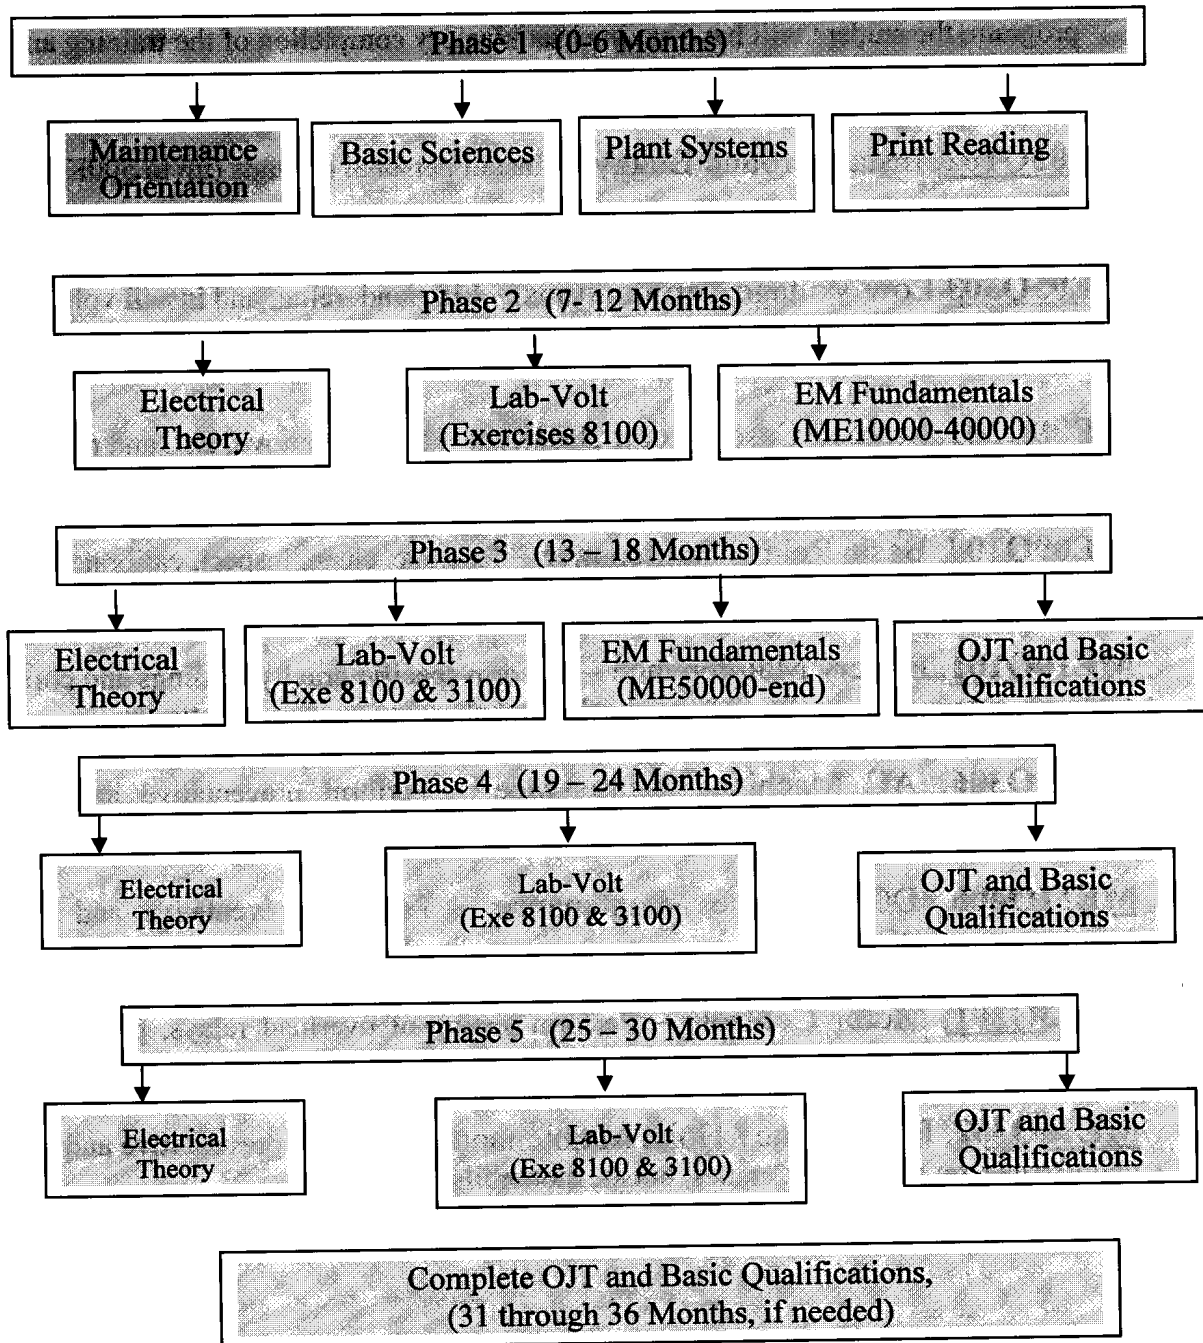 Phase 1 (0-6 Months)
Maintenance
Orientation
Basic Sciences
Plant Systems
Print Reading
Phase 2 (7- 12 Months)
Electrical
Theory
Lab-Volt
(Exercises 8100)
EM Fundamentals
(ME10000-40000)
Phase 3 (13 – 18 Months)
Electrical
Theory
Lab-Volt
(Exe 8100 & 3100)
EM Fundamentals
(ME50000-end)
OJT and Basic
Qualifications
Phase 4 (19 – 24 Months)
Electrical
Theory
Lab-Volt
(Exe 8100 & 3100)
OJT and Basic
Qualifications
Phase 5 (25 – 30 Months)
Electrical
Theory
Lab-Volt
(Exe 8100 & 3100)
OJT and Basic
Qualifications
Complete OJT and Basic Qualifications,
(31 through 36 Months, if needed)